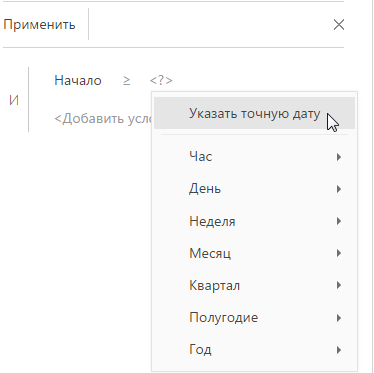 Применить
Начало ≥ <?>
И
<Добавить усло
Указать точную дату
Час
День
Неделя
Месяц
Квартал
Полугодие
Год